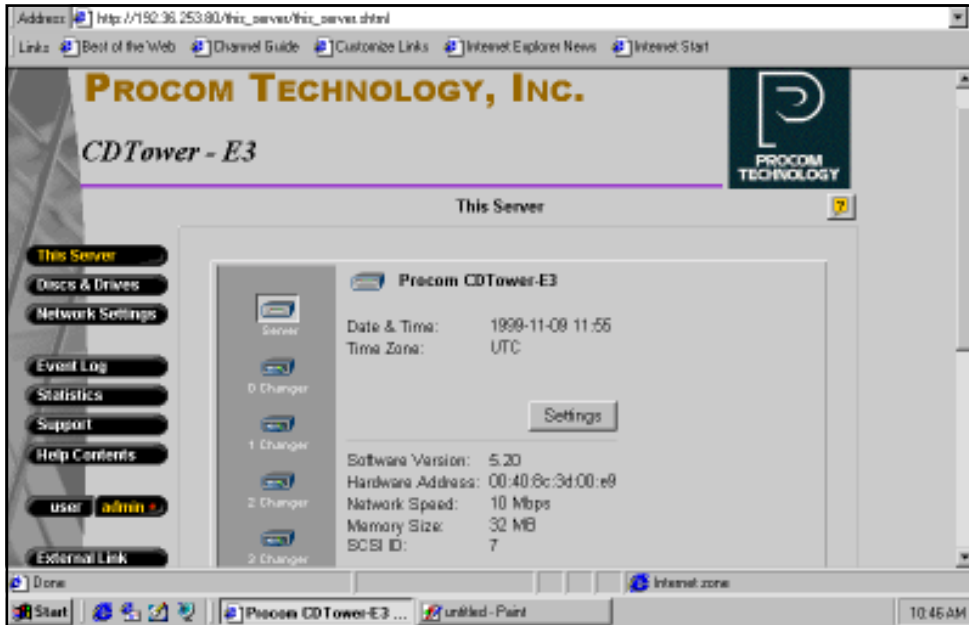 Address http://192.36.253.80/this_server/this_server.shtml
Links Best of the Web Channel Guide Customize Links Internet Explorer News Internet Start
PROCOM TECHNOLOGY, INC.
CDTower - E3
PROCOM
TECHNOLOGY
This Server
?
This Server
Discs & Drives
Network Settings
Event Log
Statistics
Support
Help Contents
user admin
External Link
Server
0 Changer
1 Changer
2 Changer
3 Changer
Procom CDTower-E3
Date & Time: 1999-11-09 11:55
Time Zone: UTC
Settings
Software Version: 5.20
Hardware Address: 00:40:8c:3d:00:e9
Network Speed: 10 Mbps
Memory Size: 32 MB
SCSI ID: 7
Done Internet zone
Start Procom CDTower-E3 ... untitled - Paint 10:46 AM